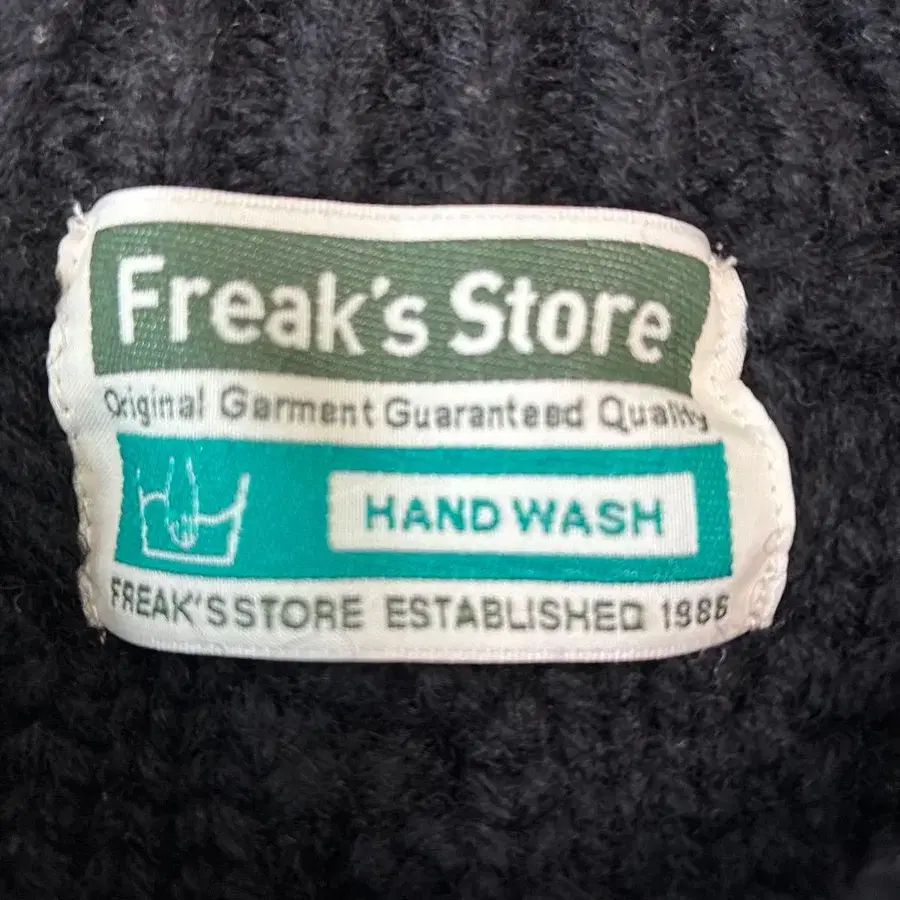 Freak's Store
Original Garment Guaranteed Quality
HAND WASH
FREAK'S STORE ESTABLISHED 1986